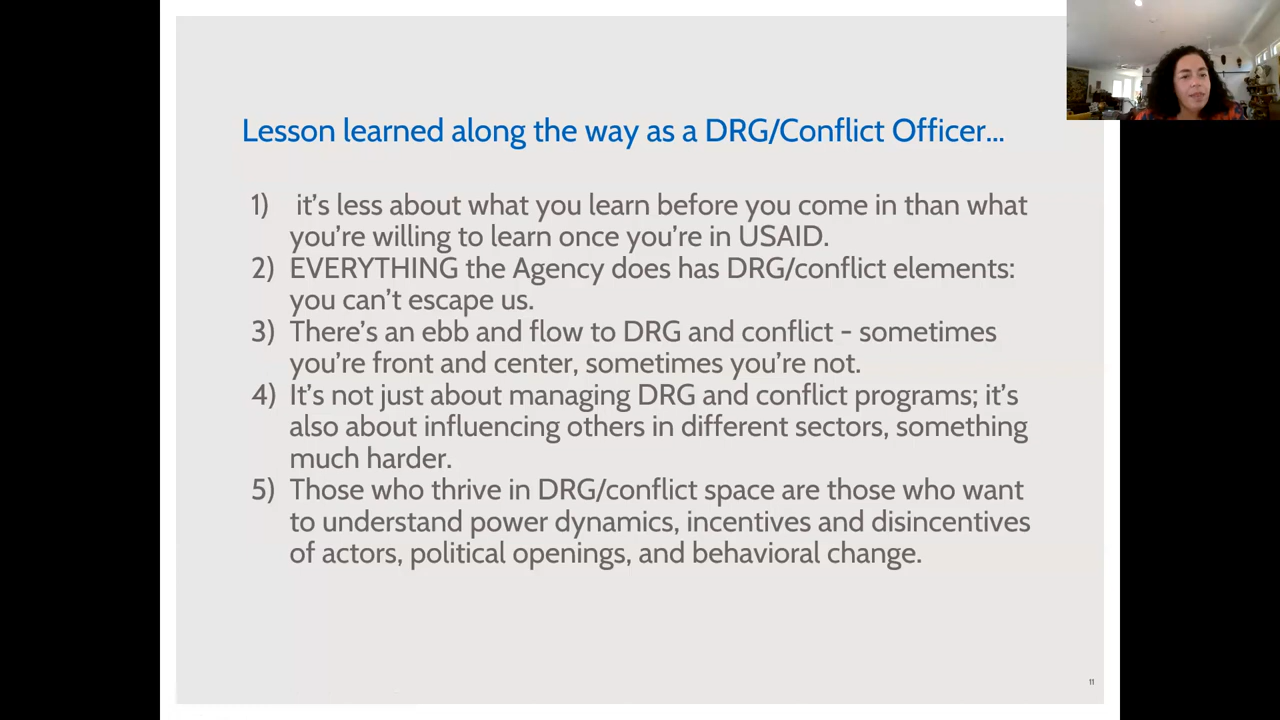 Lesson learned along the way as a DRG/Conflict Officer...
1) it's less about what you learn before you come in than what
you're willing to learn once you're in USAID.
2) EVERYTHING the Agency does has DRG/conflict elements:
you can't escape us.
3) There's an ebb and flow to DRG and conflict - sometimes
you're front and center, sometimes you're not.
4) It's not just about managing DRG and conflict programs; it's
also about influencing others in different sectors, something
much harder.
5) Those who thrive in DRG/conflict space are those who want
to understand power dynamics, incentives and disincentives
of actors, political openings, and behavioral change.
11